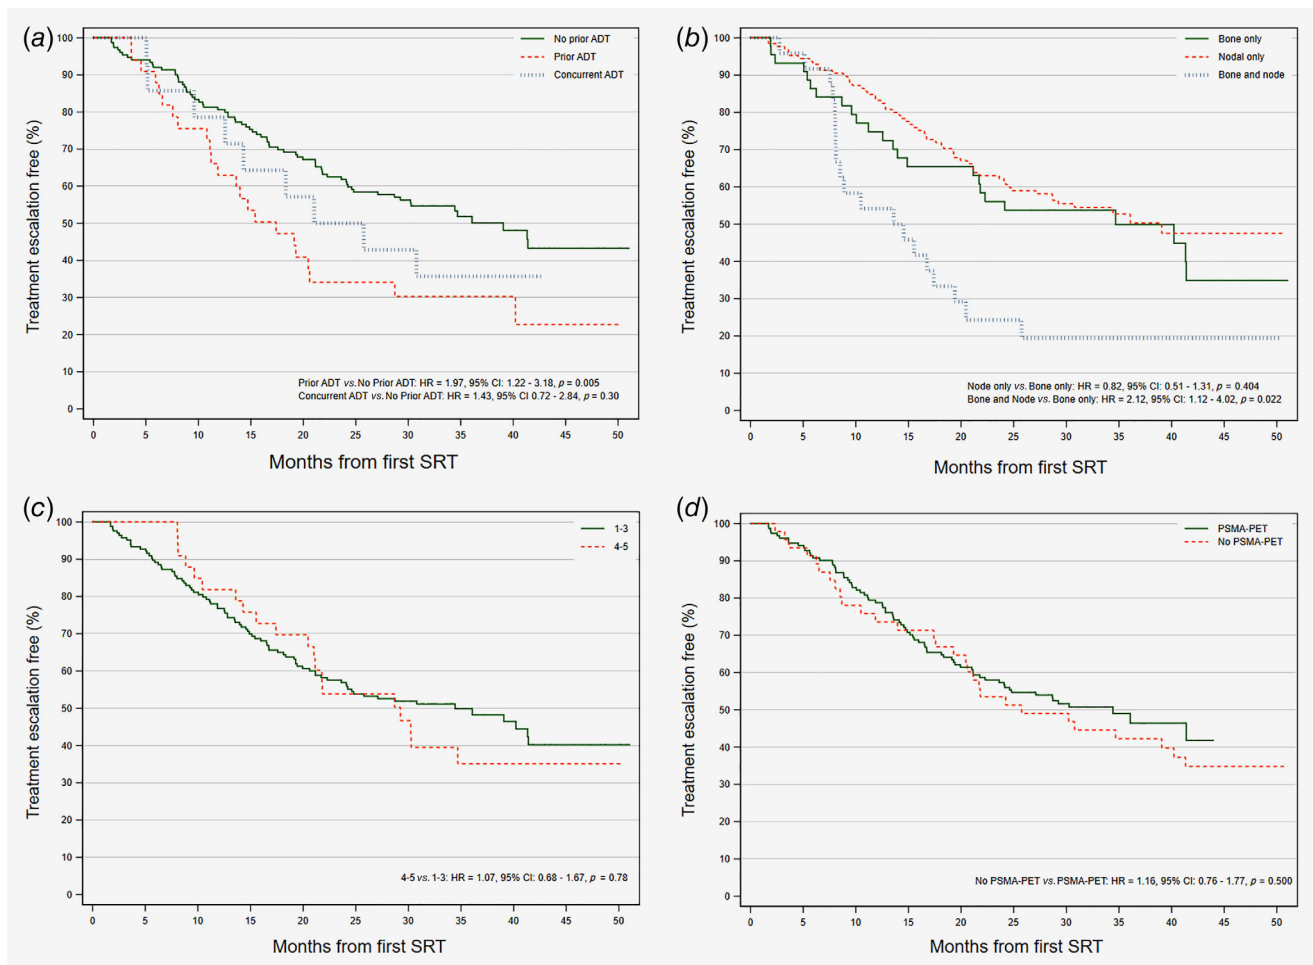 (a)
No prior ADT
Prior ADT
Concurrent ADT
Treatment escalation free (%)
100
90
80
70
60
50
40
30
20
10
0
Prior ADT vs. No Prior ADT: HR = 1.97, 95% CI: 1.22 - 3.18, p = 0.005
Concurrent ADT vs. No Prior ADT: HR = 1.43, 95% CI 0.72 - 2.84, p = 0.30
0 5 10 15 20 25 30 35 40 45 50
Months from first SRT
(b)
Bone only
Nodal only
Bone and node
Treatment escalation free (%)
100
90
80
70
60
50
40
30
20
10
0
Node only vs. Bone only: HR = 0.82, 95% CI: 0.51 - 1.31, p = 0.404
Bone and Node vs. Bone only: HR = 2.12, 95% CI: 1.12 - 4.02, p = 0.022
0 5 10 15 20 25 30 35 40 45 50
Months from first SRT
(c)
1-3
4-5
Treatment escalation free (%)
100
90
80
70
60
50
40
30
20
10
0
4-5 vs. 1-3: HR = 1.07, 95% CI: 0.68 - 1.67, p = 0.78
0 5 10 15 20 25 30 35 40 45 50
Months from first SRT
(d)
PSMA-PET
No PSMA-PET
Treatment escalation free (%)
100
90
80
70
60
50
40
30
20
10
0
No PSMA-PET vs. PSMA-PET: HR = 1.16, 95% CI: 0.76 - 1.77, p = 0.500
0 5 10 15 20 25 30 35 40 45 50
Months from first SRT